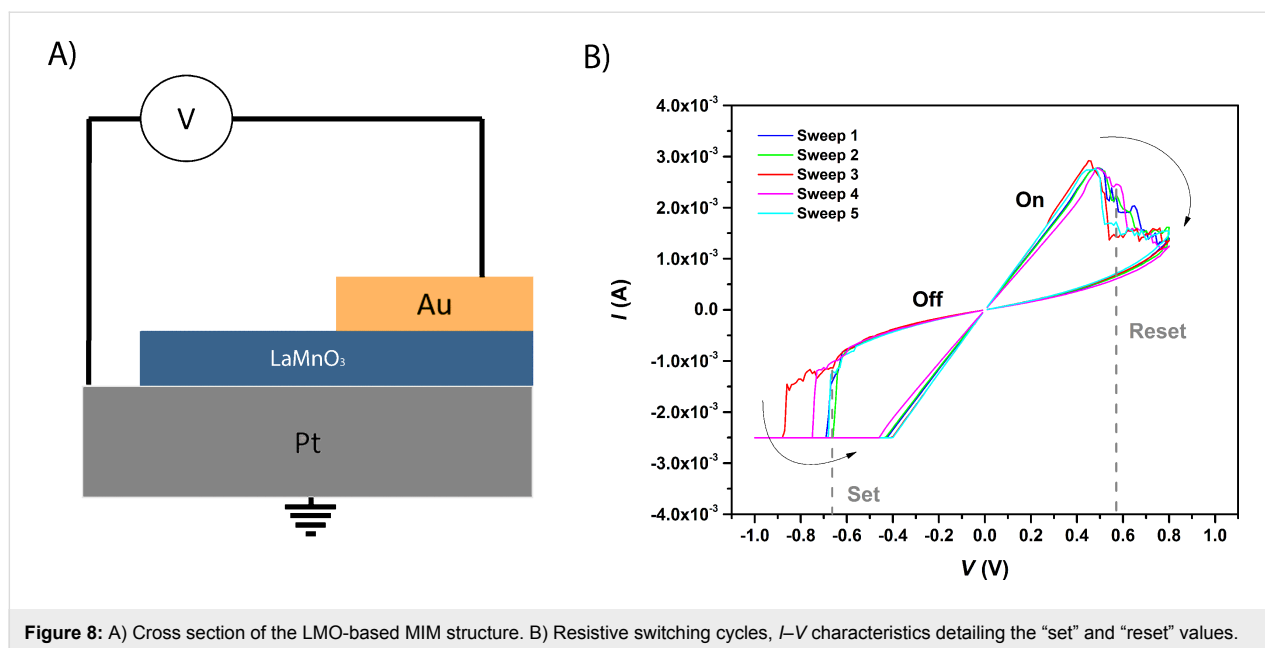 A)
V
Au
LaMnO₃
Pt
B)
4.0x10⁻³
3.0x10⁻³
2.0x10⁻³
1.0x10⁻³
0.0
-1.0x10⁻³
-2.0x10⁻³
-3.0x10⁻³
-4.0x10⁻³
I (A)
Sweep 1
Sweep 2
Sweep 3
Sweep 4
Sweep 5
On
Off
Reset
Set
-1.0 -0.8 -0.6 -0.4 -0.2 0.0 0.2 0.4 0.6 0.8 1.0
V (V)
Figure 8: A) Cross section of the LMO-based MIM structure. B) Resistive switching cycles, I–V characteristics detailing the “set” and “reset” values.